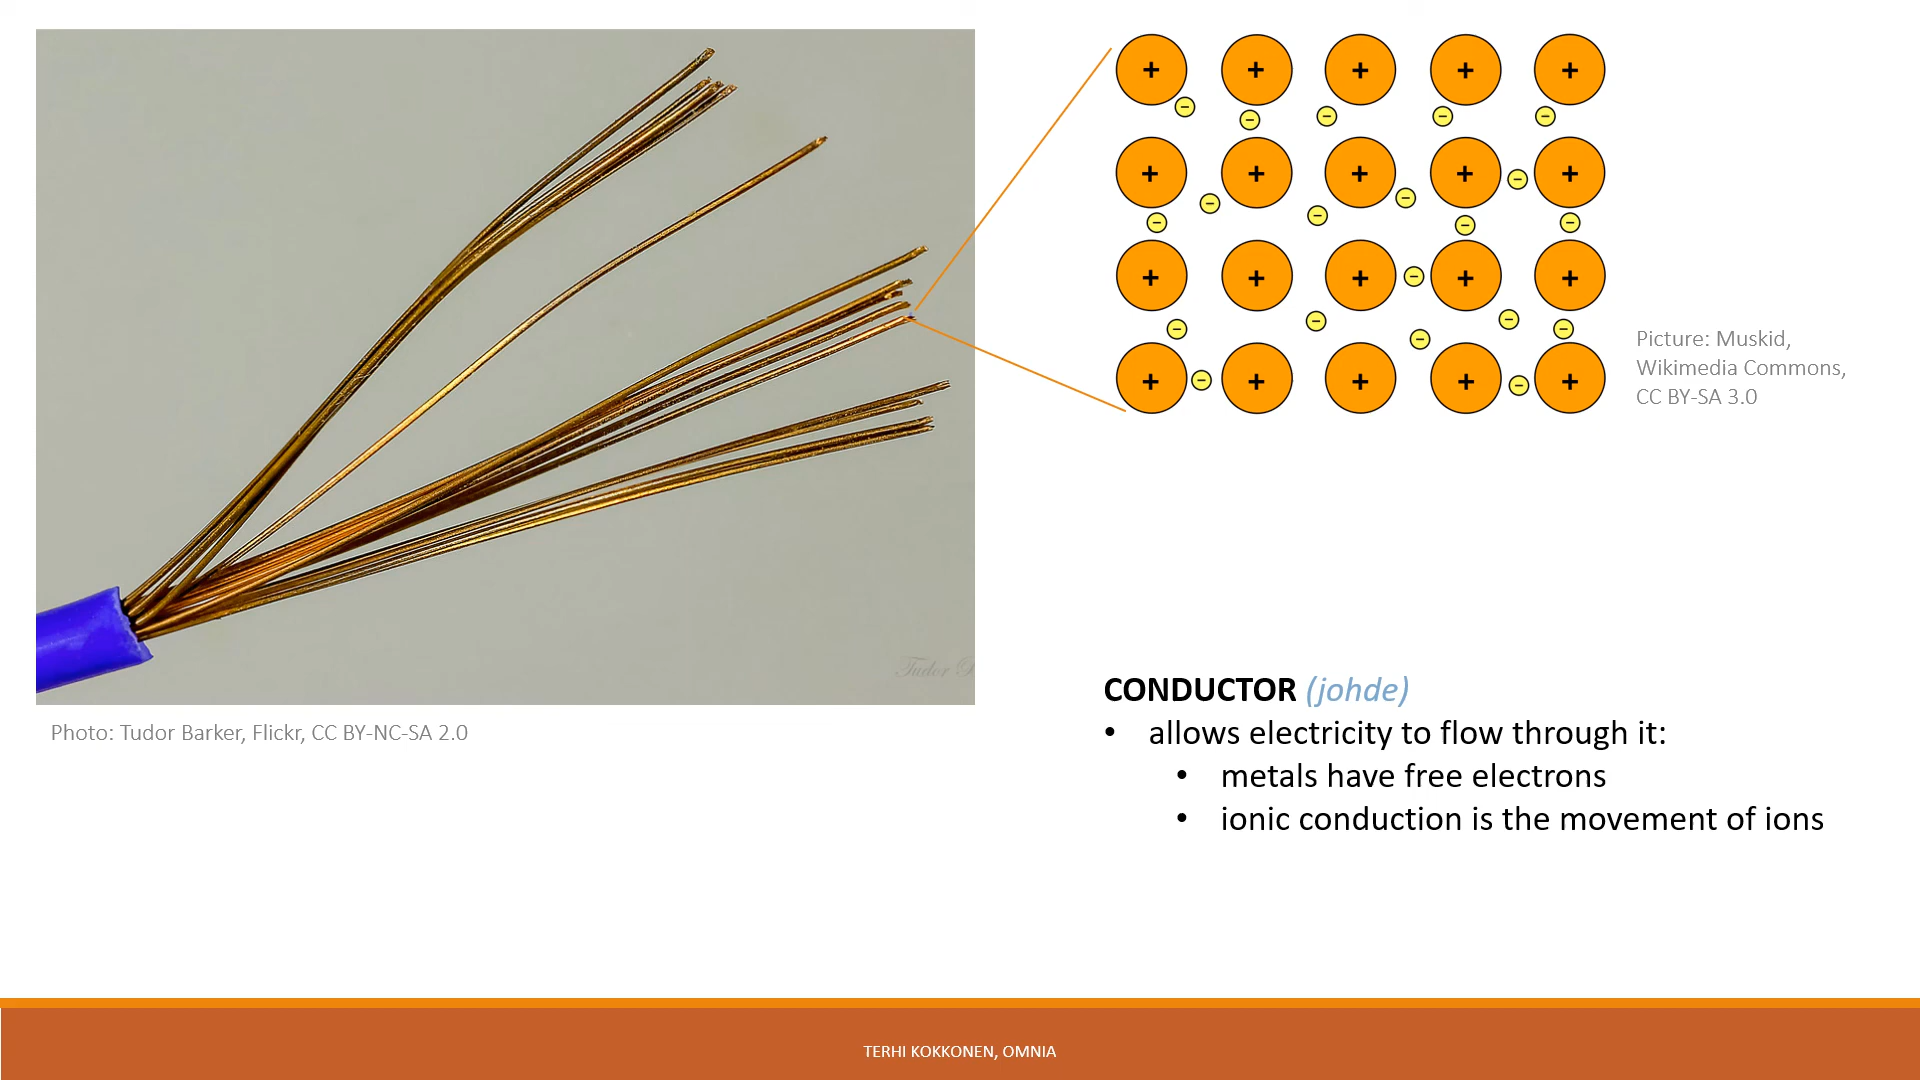 Picture: Muskid,
Wikimedia Commons,
CC BY-SA 3.0
Tudor
Photo: Tudor Barker, Flickr, CC BY-NC-SA 2.0
CONDUCTOR (johde)
• allows electricity to flow through it:
• metals have free electrons
• ionic conduction is the movement of ions
TERHI KOKKONEN, OMNIA